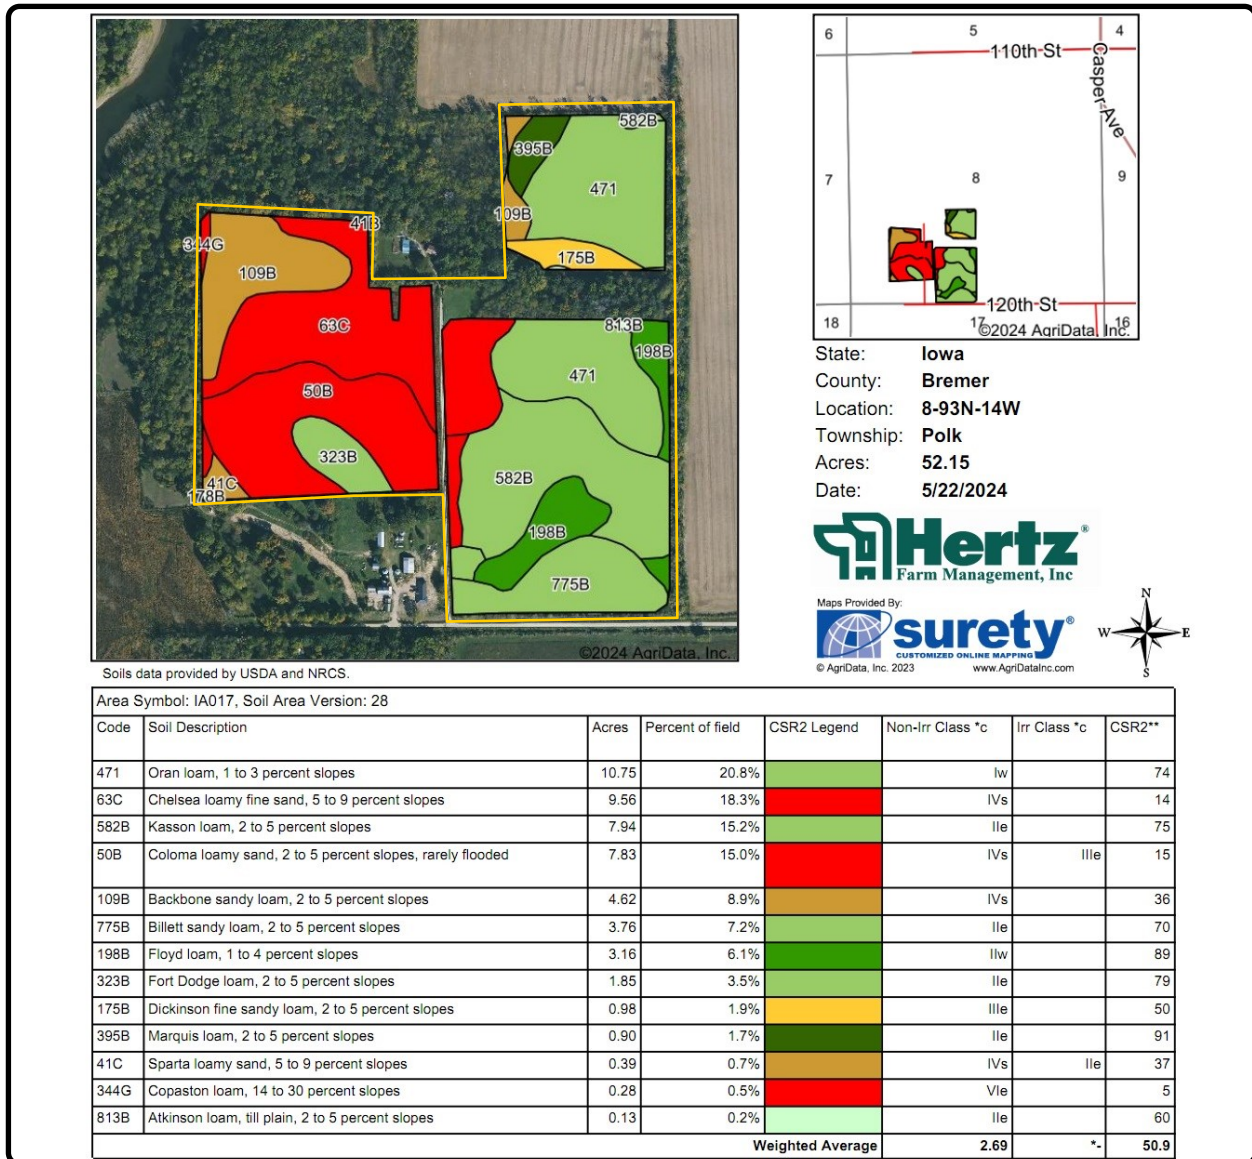 582B
395B
471
109B
175B
41B
344G
109B
63C
813B
198B
471
50B
323B
582B
41C
178B
198B
775B
©2024 AgriData, Inc.
Soils data provided by USDA and NRCS.
6 5 4
110th St
Casper Ave
7 8 9
120th St
18 17 16
©2024 AgriData, Inc.
State: Iowa
County: Bremer
Location: 8-93N-14W
Township: Polk
Acres: 52.15
Date: 5/22/2024
Hertz®
Farm Management, Inc
Maps Provided By:
surety®
CUSTOMIZED ONLINE MAPPING
© AgriData, Inc. 2023 www.AgriDataInc.com
N
W E
S
Area Symbol: IA017, Soil Area Version: 28
Code Soil Description Acres Percent of field CSR2 Legend Non-Irr Class *c Irr Class *c CSR2**
471 Oran loam, 1 to 3 percent slopes 10.75 20.8% Iw 74
63C Chelsea loamy fine sand, 5 to 9 percent slopes 9.56 18.3% IVs 14
582B Kasson loam, 2 to 5 percent slopes 7.94 15.2% IIe 75
50B Coloma loamy sand, 2 to 5 percent slopes, rarely flooded 7.83 15.0% IVs IIIe 15
109B Backbone sandy loam, 2 to 5 percent slopes 4.62 8.9% IVs 36
775B Billett sandy loam, 2 to 5 percent slopes 3.76 7.2% IIe 70
198B Floyd loam, 1 to 4 percent slopes 3.16 6.1% IIw 89
323B Fort Dodge loam, 2 to 5 percent slopes 1.85 3.5% IIe 79
175B Dickinson fine sandy loam, 2 to 5 percent slopes 0.98 1.9% IIIe 50
395B Marquis loam, 2 to 5 percent slopes 0.90 1.7% IIe 91
41C Sparta loamy sand, 5 to 9 percent slopes 0.39 0.7% IVs IIe 37
344G Copaston loam, 14 to 30 percent slopes 0.28 0.5% VIe 5
813B Atkinson loam, till plain, 2 to 5 percent slopes 0.13 0.2% IIe 60
Weighted Average 2.69 *- 50.9